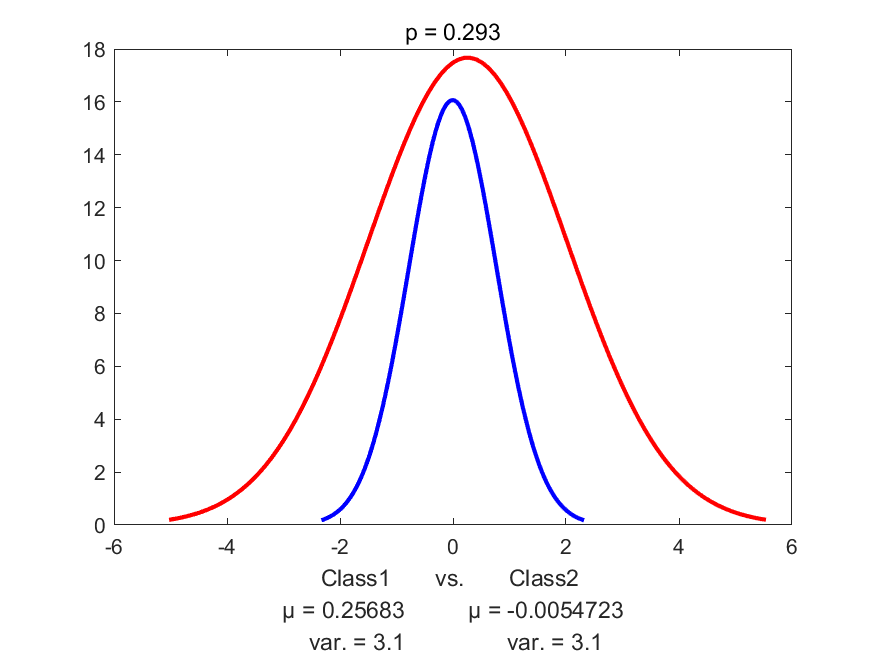 p = 0.293
18
16
14
12
10
8
6
4
2
0
-6 -4 -2 0 2 4 6
Class1 vs. Class2
μ = 0.25683 μ = -0.0054723
var. = 3.1 var. = 3.1